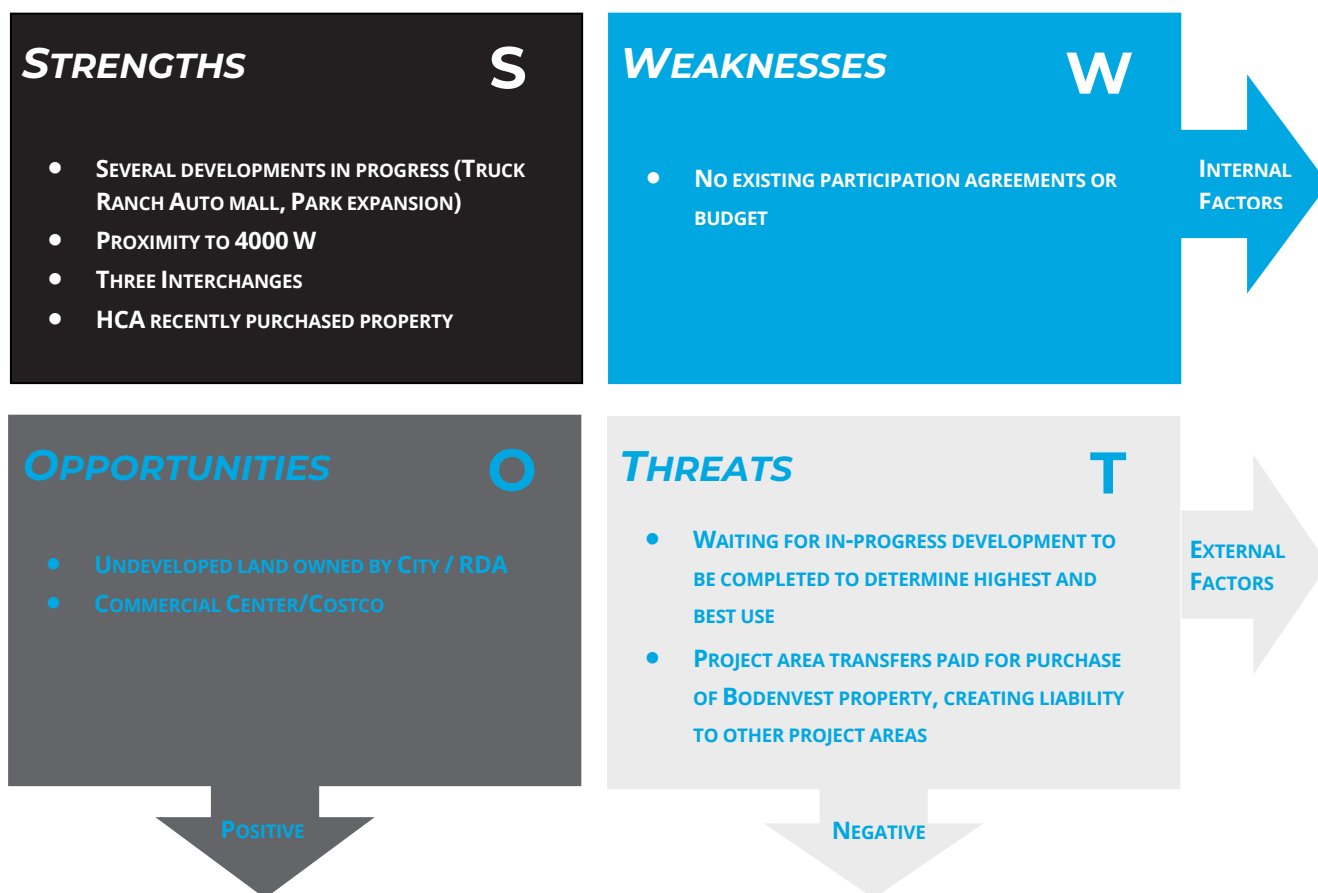 STRENGTHS S
• SEVERAL DEVELOPMENTS IN PROGRESS (TRUCK
RANCH AUTO MALL, PARK EXPANSION)
• PROXIMITY TO 4000 W
• THREE INTERCHANGES
• HCA RECENTLY PURCHASED PROPERTY
WEAKNESSES W
• NO EXISTING PARTICIPATION AGREEMENTS OR
BUDGET
INTERNAL
FACTORS
OPPORTUNITIES O
• UNDEVELOPED LAND OWNED BY CITY / RDA
• COMMERCIAL CENTER/COSTCO
THREATS T
• WAITING FOR IN-PROGRESS DEVELOPMENT TO
BE COMPLETED TO DETERMINE HIGHEST AND
BEST USE
• PROJECT AREA TRANSFERS PAID FOR PURCHASE
OF BODENVEST PROPERTY, CREATING LIABILITY
TO OTHER PROJECT AREAS
EXTERNAL
FACTORS
POSITIVE
NEGATIVE